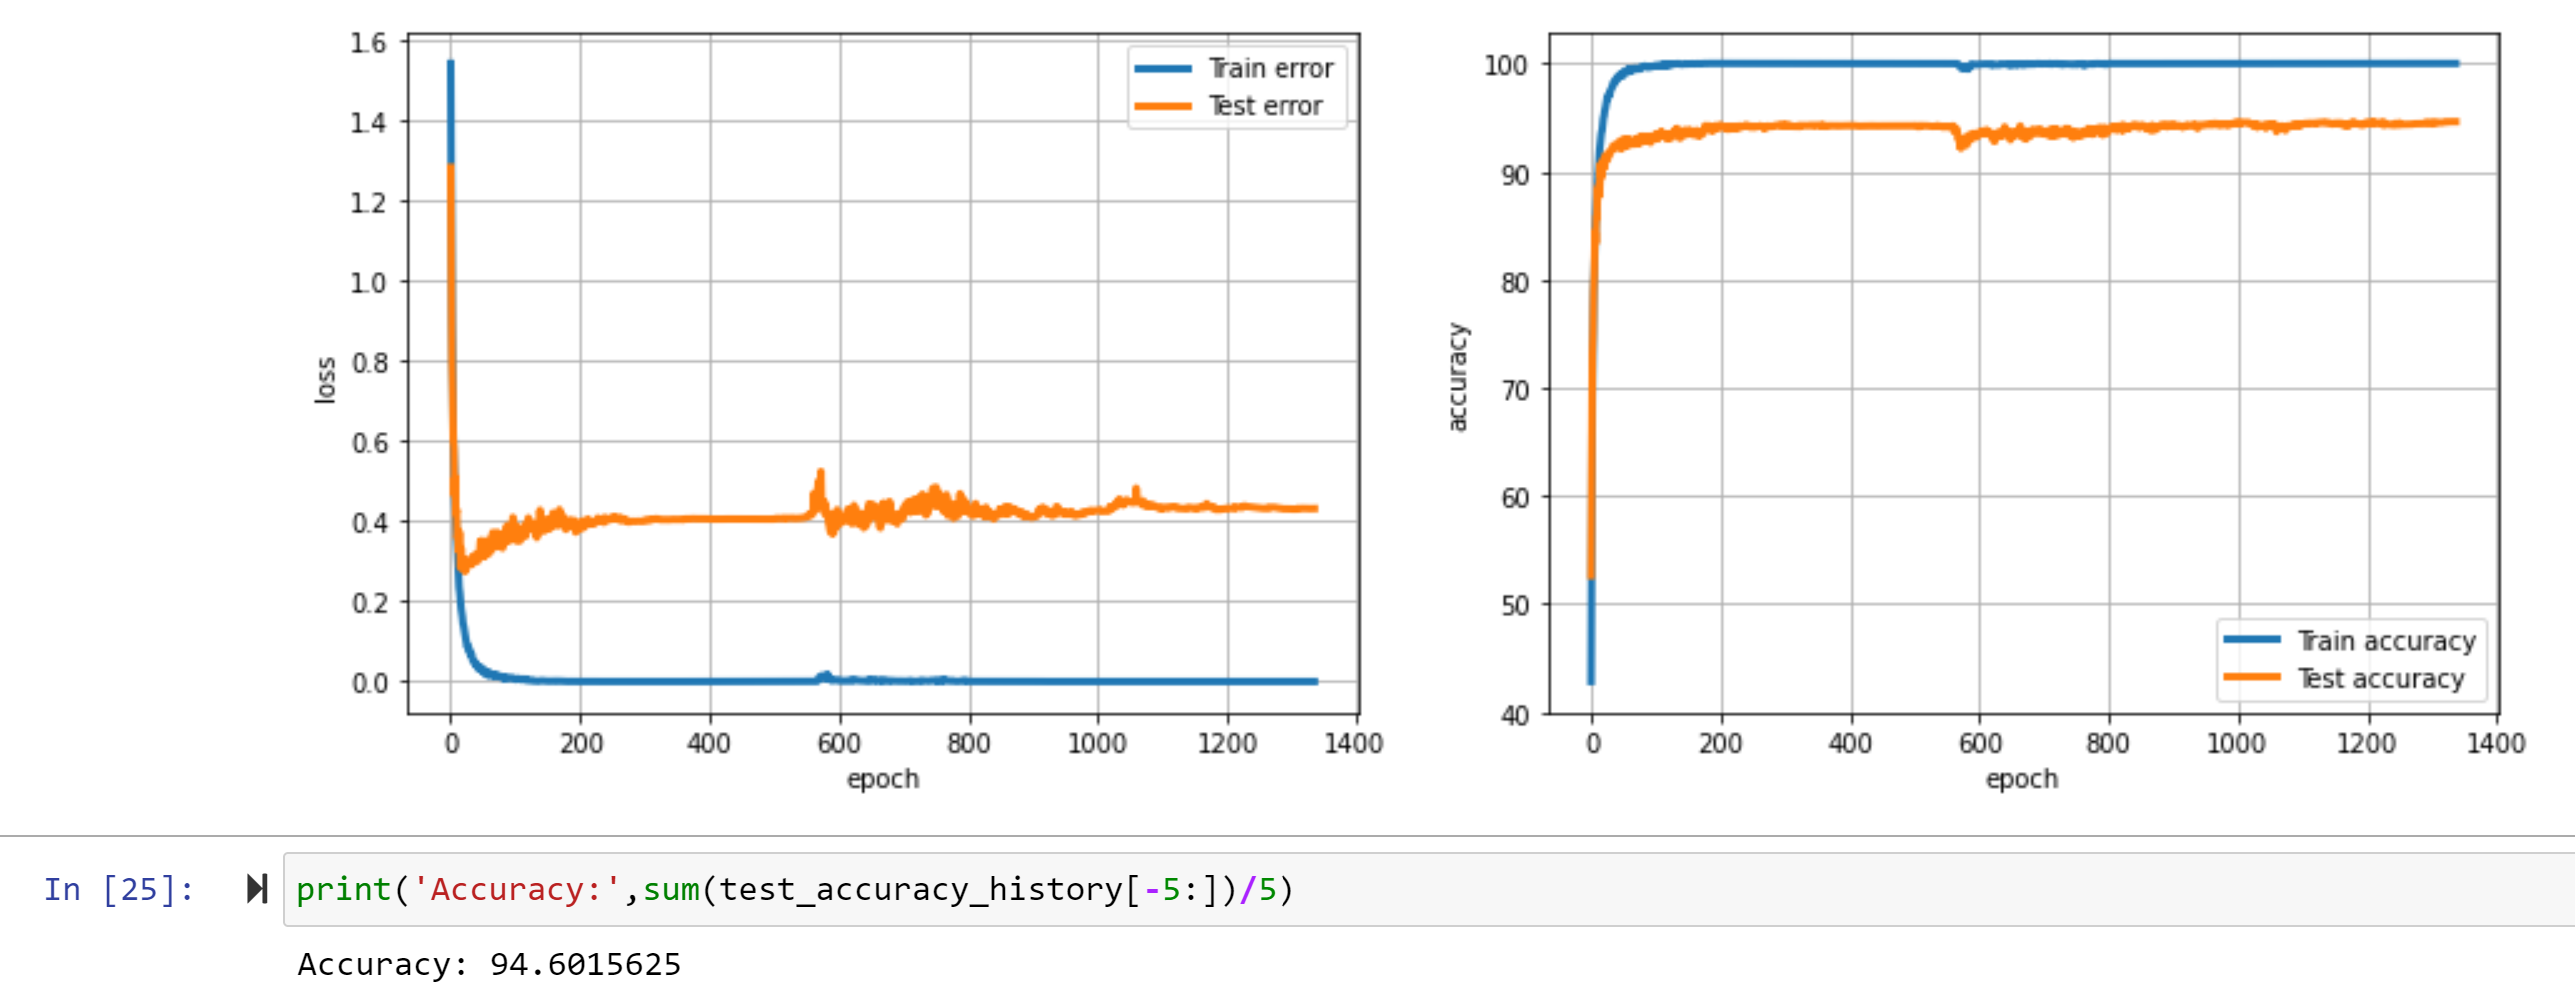 1.6
1.4
1.2
1.0
0.8
0.6
0.4
0.2
0.0
loss
0 200 400 600 800 1000 1200 1400
epoch
Train error
Test error
100
90
80
70
60
50
40
accuracy
0 200 400 600 800 1000 1200 1400
epoch
Train accuracy
Test accuracy
In [25]:
print('Accuracy:',sum(test_accuracy_history[-5:])/5)
Accuracy: 94.6015625